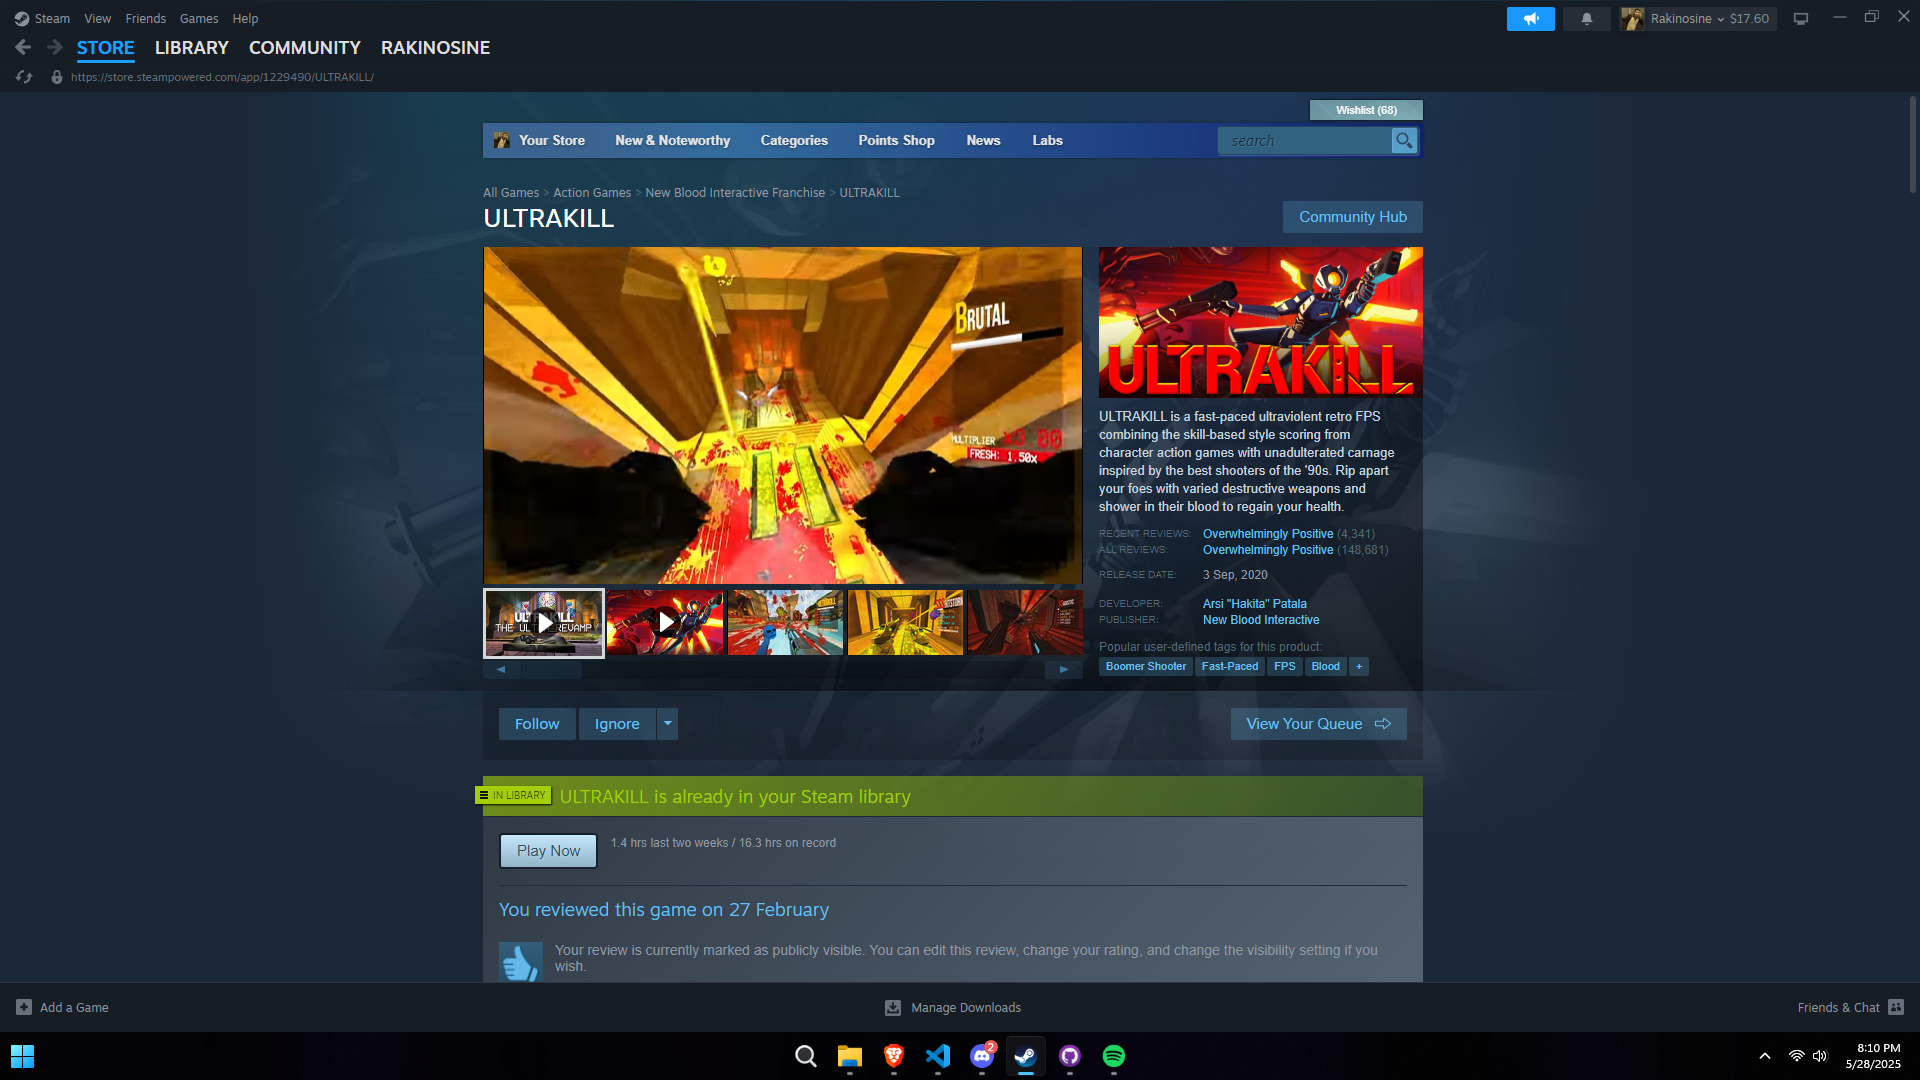 Steam View Friends Games Help
Rakinosine $17.60
STORE LIBRARY COMMUNITY RAKINOSINE
https://store.steampowered.com/app/1229490/ULTRAKILL/
Wishlist (68)
Your Store New & Noteworthy Categories Points Shop News Labs
search
All Games > Action Games > New Blood Interactive Franchise > ULTRAKILL
ULTRAKILL
Community Hub
BRUTAL
MULTIPLIER x3.00
FRESH: 1.50x
ULTRAKILL
ULTRAKILL is a fast-paced ultraviolent retro FPS
combining the skill-based style scoring from
character action games with unadulterated carnage
inspired by the best shooters of the '90s. Rip apart
your foes with varied destructive weapons and
shower in their blood to regain your health.
RECENT REVIEWS: Overwhelmingly Positive (4,341)
ALL REVIEWS: Overwhelmingly Positive (148,681)
RELEASE DATE: 3 Sep, 2020
DEVELOPER: Arsi "Hakita" Patala
PUBLISHER: New Blood Interactive
Popular user-defined tags for this product:
Boomer Shooter Fast-Paced FPS Blood +
Follow Ignore
View Your Queue
IN LIBRARY
ULTRAKILL is already in your Steam library
Play Now
1.4 hrs last two weeks / 16.3 hrs on record
You reviewed this game on 27 February
Your review is currently marked as publicly visible. You can edit this review, change your rating, and change the visibility setting if you
wish.
Add a Game
Manage Downloads
Friends & Chat
2
8:10 PM
5/28/2025